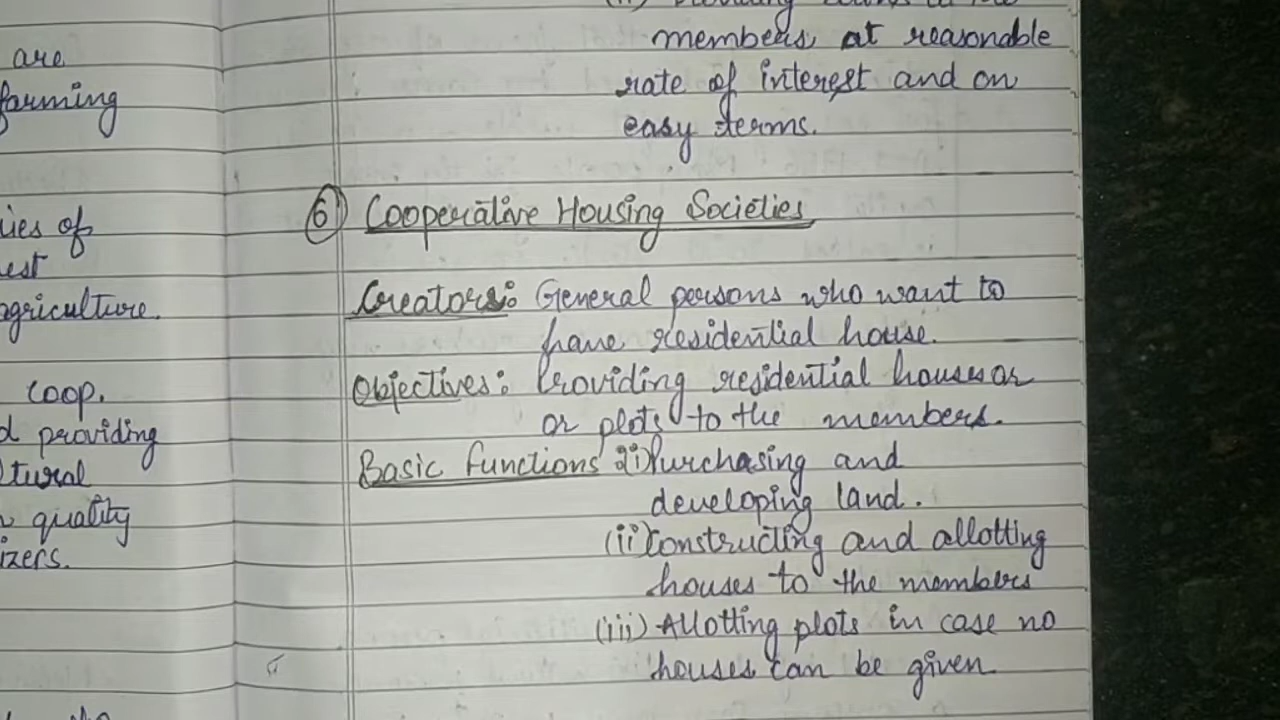 are
farming
ies of
est
agriculture.
coop.
d providing
tural
quality
izers.
members at reasonable
rate of interest and on
easy terms.
6 Cooperative Housing Societies
Creators: General persons who want to
have residential house.
Objectives: Providing residential houses or
or plots to the members.
Basic Functions: i) Purchasing and
developing land.
(ii) Constructing and allotting
houses to the members
(iii) Allotting plots in case no
houses can be given